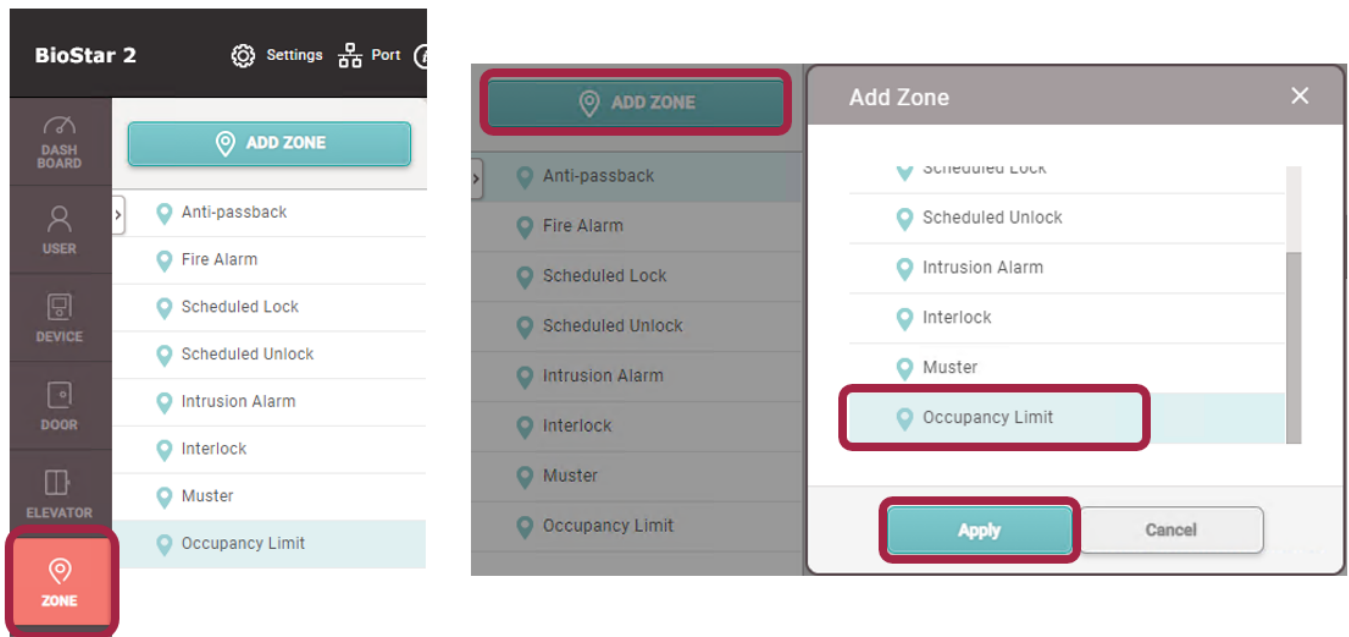 BioStar 2
Settings
Port
DASH
BOARD
USER
DEVICE
DOOR
ELEVATOR
ZONE
ADD ZONE
Anti-passback
Fire Alarm
Scheduled Lock
Scheduled Unlock
Intrusion Alarm
Interlock
Muster
Occupancy Limit
ADD ZONE
Anti-passback
Fire Alarm
Scheduled Lock
Scheduled Unlock
Intrusion Alarm
Interlock
Muster
Occupancy Limit
Add Zone
Scheduled Lock
Scheduled Unlock
Intrusion Alarm
Interlock
Muster
Occupancy Limit
Apply
Cancel